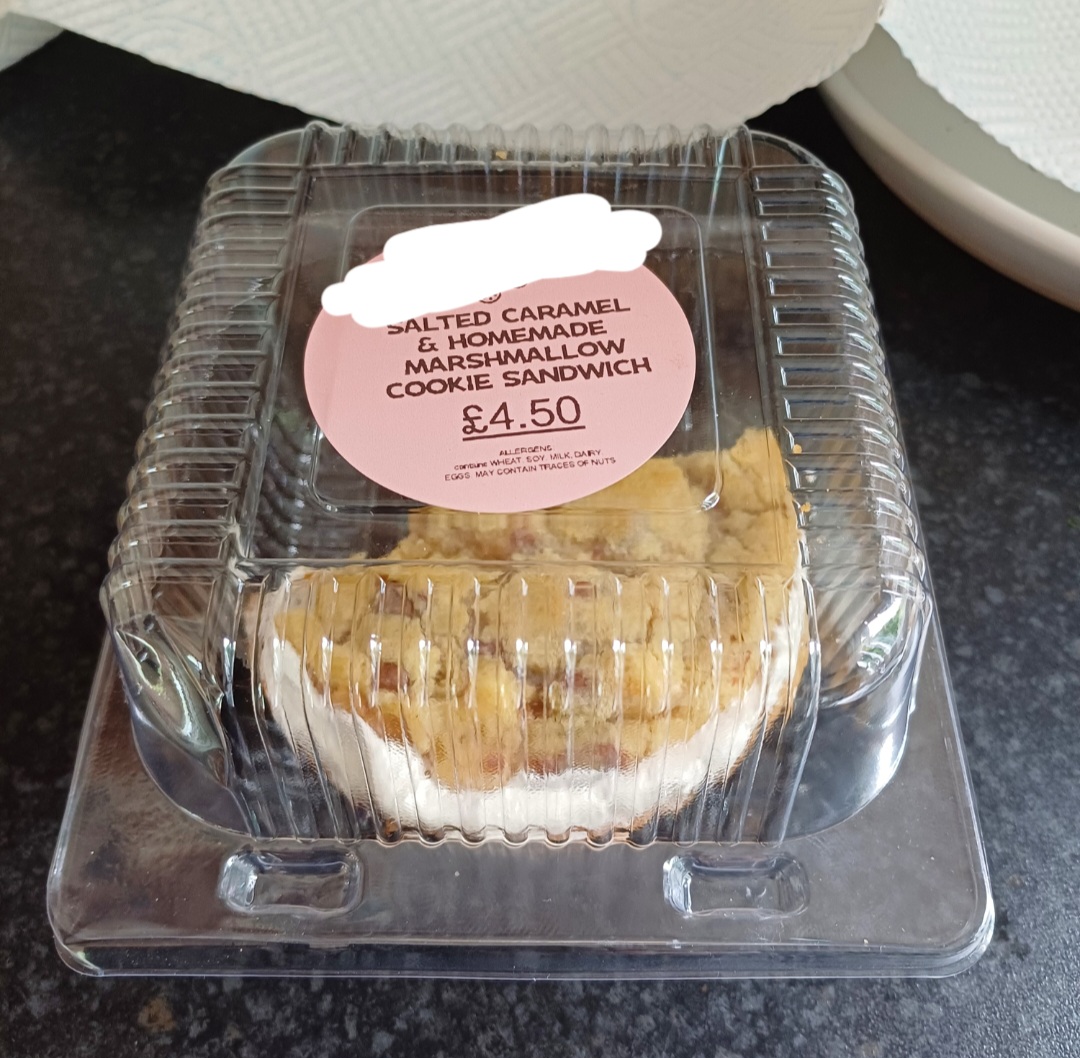 SALTED CARAMEL
& HOMEMADE
MARSHMALLOW
COOKIE SANDWICH
£4.50
ALLERGENS
contains WHEAT, SOY, MILK, DAIRY
EGGS. MAY CONTAIN TRACES OF NUTS